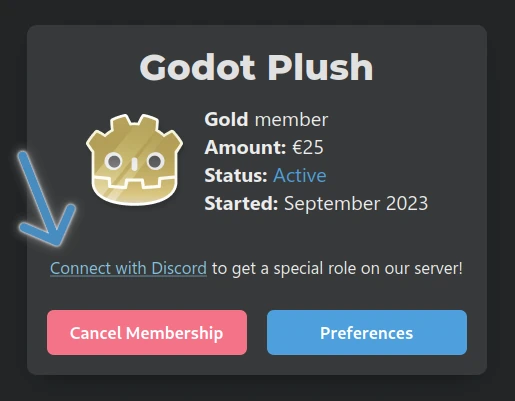 Godot Plush
Gold member
Amount: €25
Status: Active
Started: September 2023
Connect with Discord to get a special role on our server!
Cancel Membership
Preferences